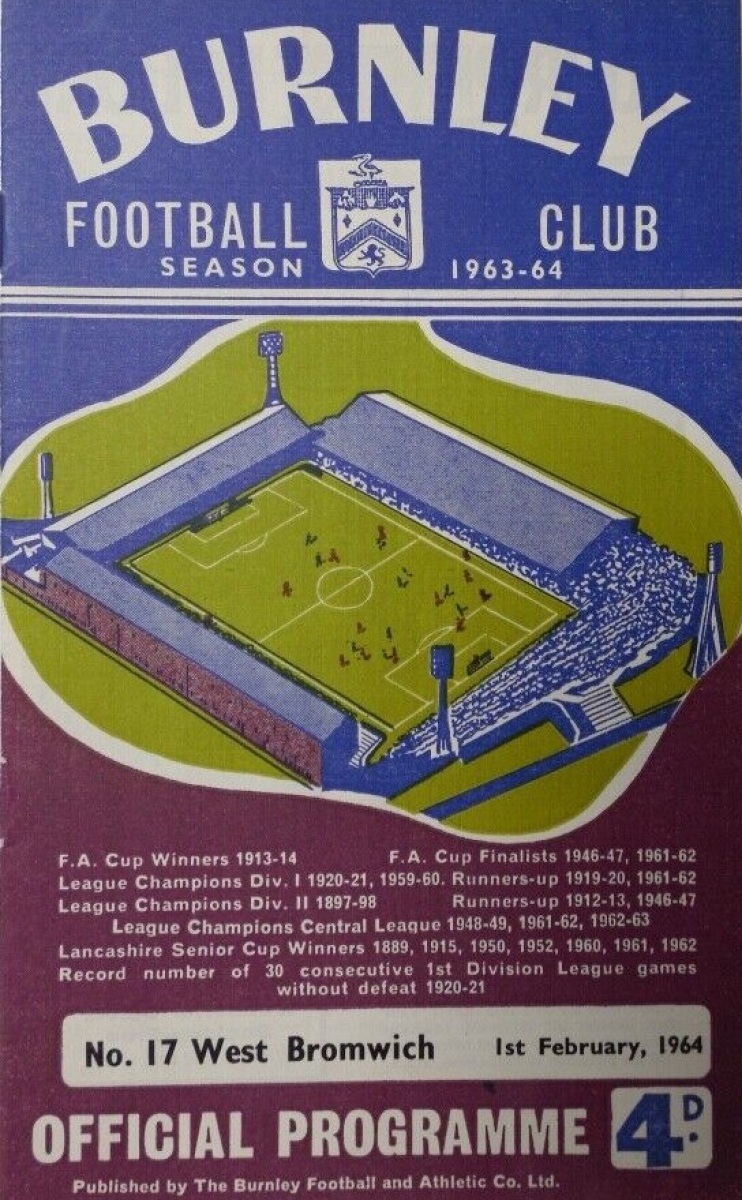 BURNLEY
FOOTBALL CLUB
SEASON 1963-64
F.A. Cup Winners 1913-14 F.A. Cup Finalists 1946-47, 1961-62
League Champions Div. I 1920-21, 1959-60. Runners-up 1919-20, 1961-62
League Champions Div. II 1897-98 Runners-up 1912-13, 1946-47
League Champions Central League 1948-49, 1961-62, 1962-63
Lancashire Senior Cup Winners 1889, 1915, 1950, 1952, 1960, 1961, 1962
Record number of 30 consecutive 1st Division League games
without defeat 1920-21
No. 17 West Bromwich 1st February, 1964
OFFICIAL PROGRAMME 4D.
Published by The Burnley Football and Athletic Co. Ltd.